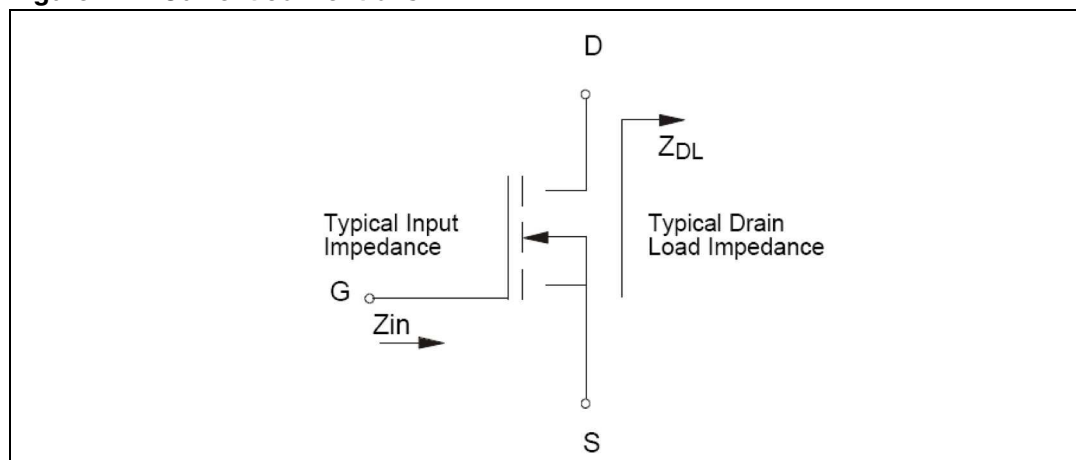 D
ZDL
Typical Input
Impedance
Typical Drain
Load Impedance
G
Zin
S